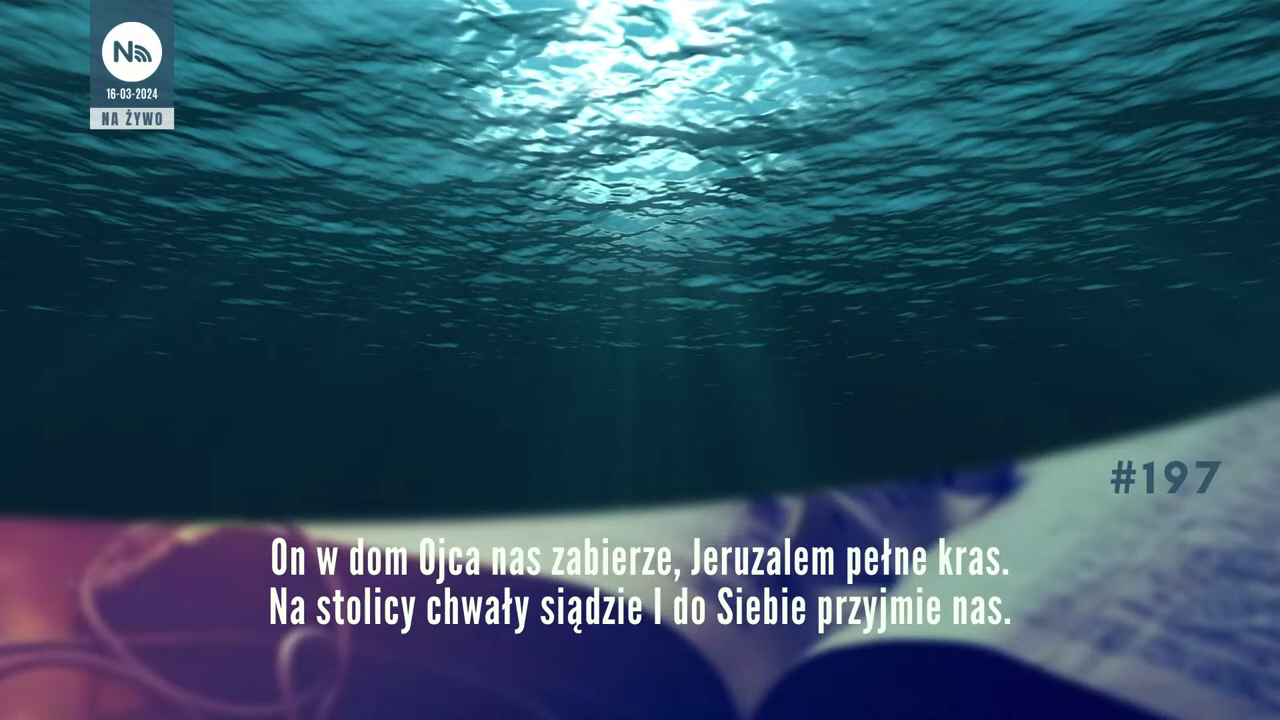 N
16-03-2024
NA ŻYWO
#197
On w dom Ojca nas zabierze, Jeruzalem pełne kras.
Na stolicy chwały siądzie I do Siebie przyjmie nas.